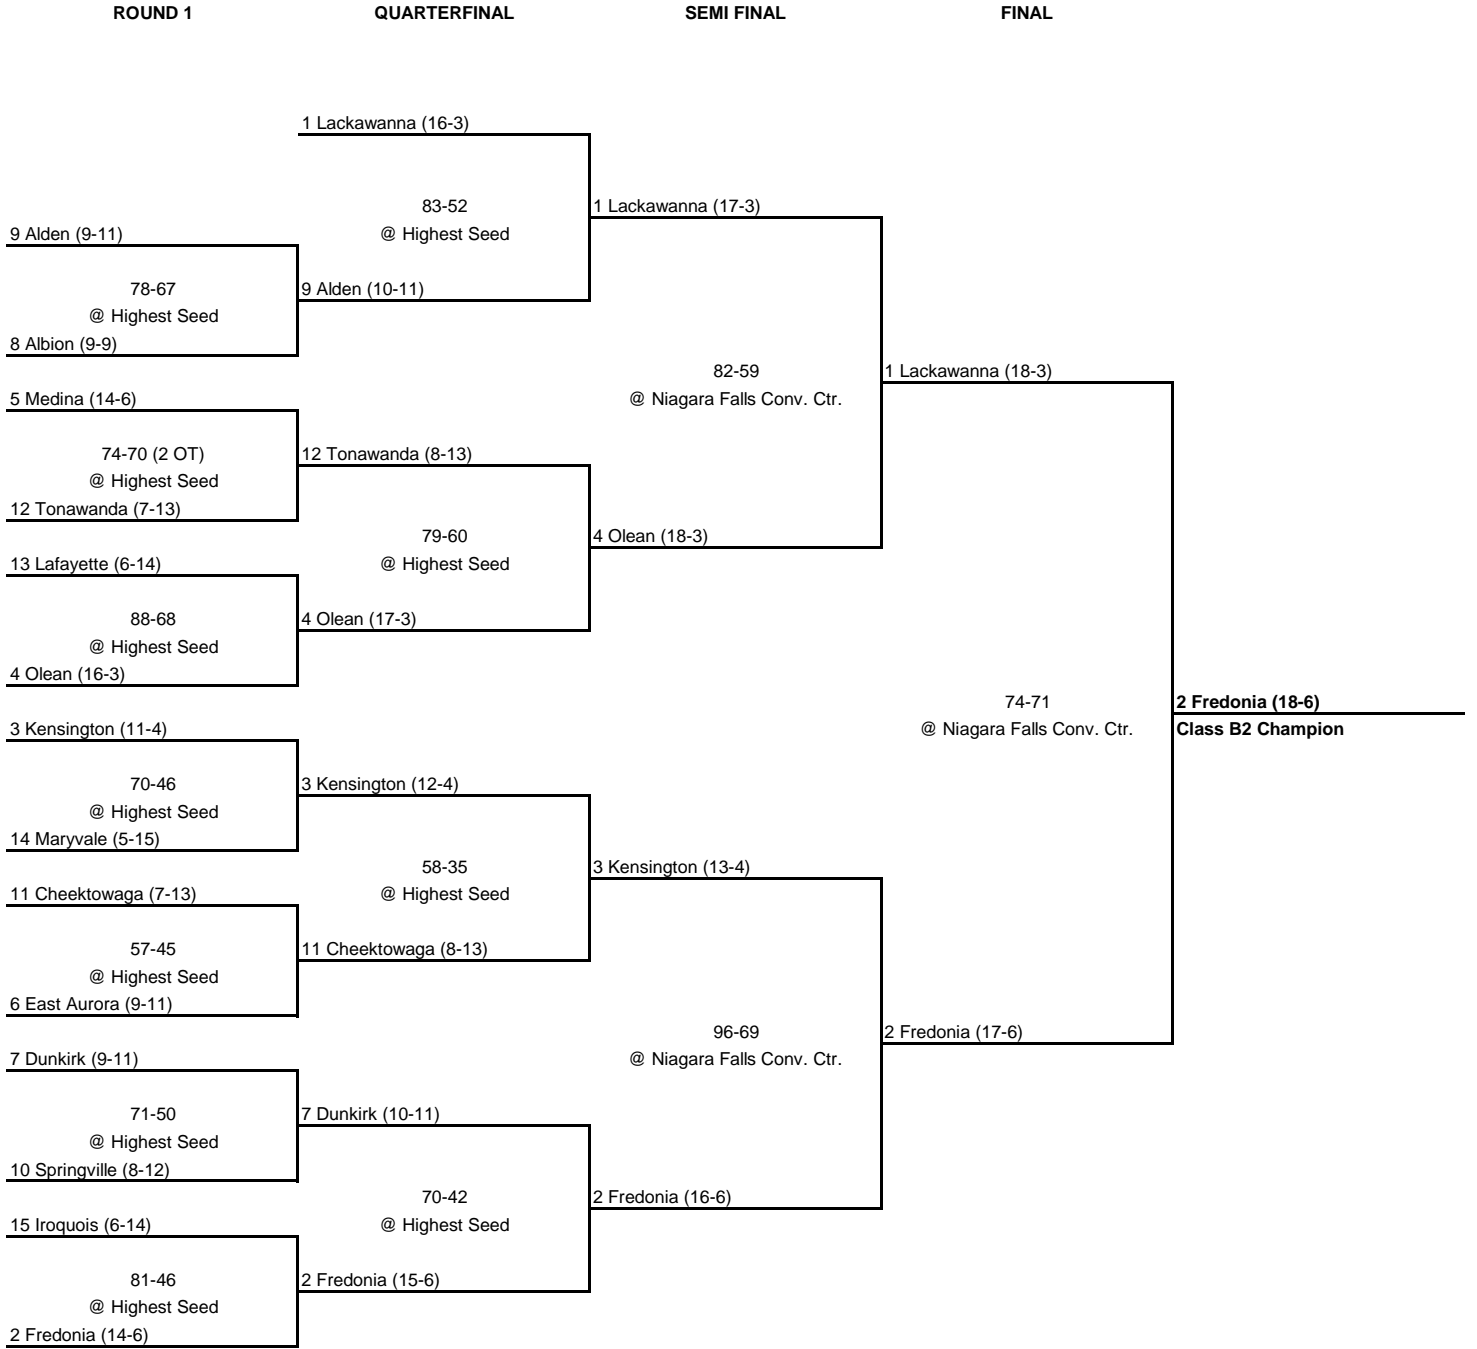 ROUND 1 QUARTERFINAL SEMI FINAL FINAL
1 Lackawanna (16-3)
83-52 1 Lackawanna (17-3)
9 Alden (9-11) @ Highest Seed
78-67 9 Alden (10-11)
@ Highest Seed
8 Albion (9-9)
82-59 1 Lackawanna (18-3)
5 Medina (14-6) @ Niagara Falls Conv. Ctr.
74-70 (2 OT) 12 Tonawanda (8-13)
@ Highest Seed
12 Tonawanda (7-13)
79-60 4 Olean (18-3)
13 Lafayette (6-14) @ Highest Seed
88-68 4 Olean (17-3)
@ Highest Seed
4 Olean (16-3)
74-71 2 Fredonia (18-6)
3 Kensington (11-4) @ Niagara Falls Conv. Ctr. Class B2 Champion
70-46 3 Kensington (12-4)
@ Highest Seed
14 Maryvale (5-15)
58-35 3 Kensington (13-4)
11 Cheektowaga (7-13) @ Highest Seed
57-45 11 Cheektowaga (8-13)
@ Highest Seed
6 East Aurora (9-11)
96-69 2 Fredonia (17-6)
7 Dunkirk (9-11) @ Niagara Falls Conv. Ctr.
71-50 7 Dunkirk (10-11)
@ Highest Seed
10 Springville (8-12)
70-42 2 Fredonia (16-6)
15 Iroquois (6-14) @ Highest Seed
81-46 2 Fredonia (15-6)
@ Highest Seed
2 Fredonia (14-6)